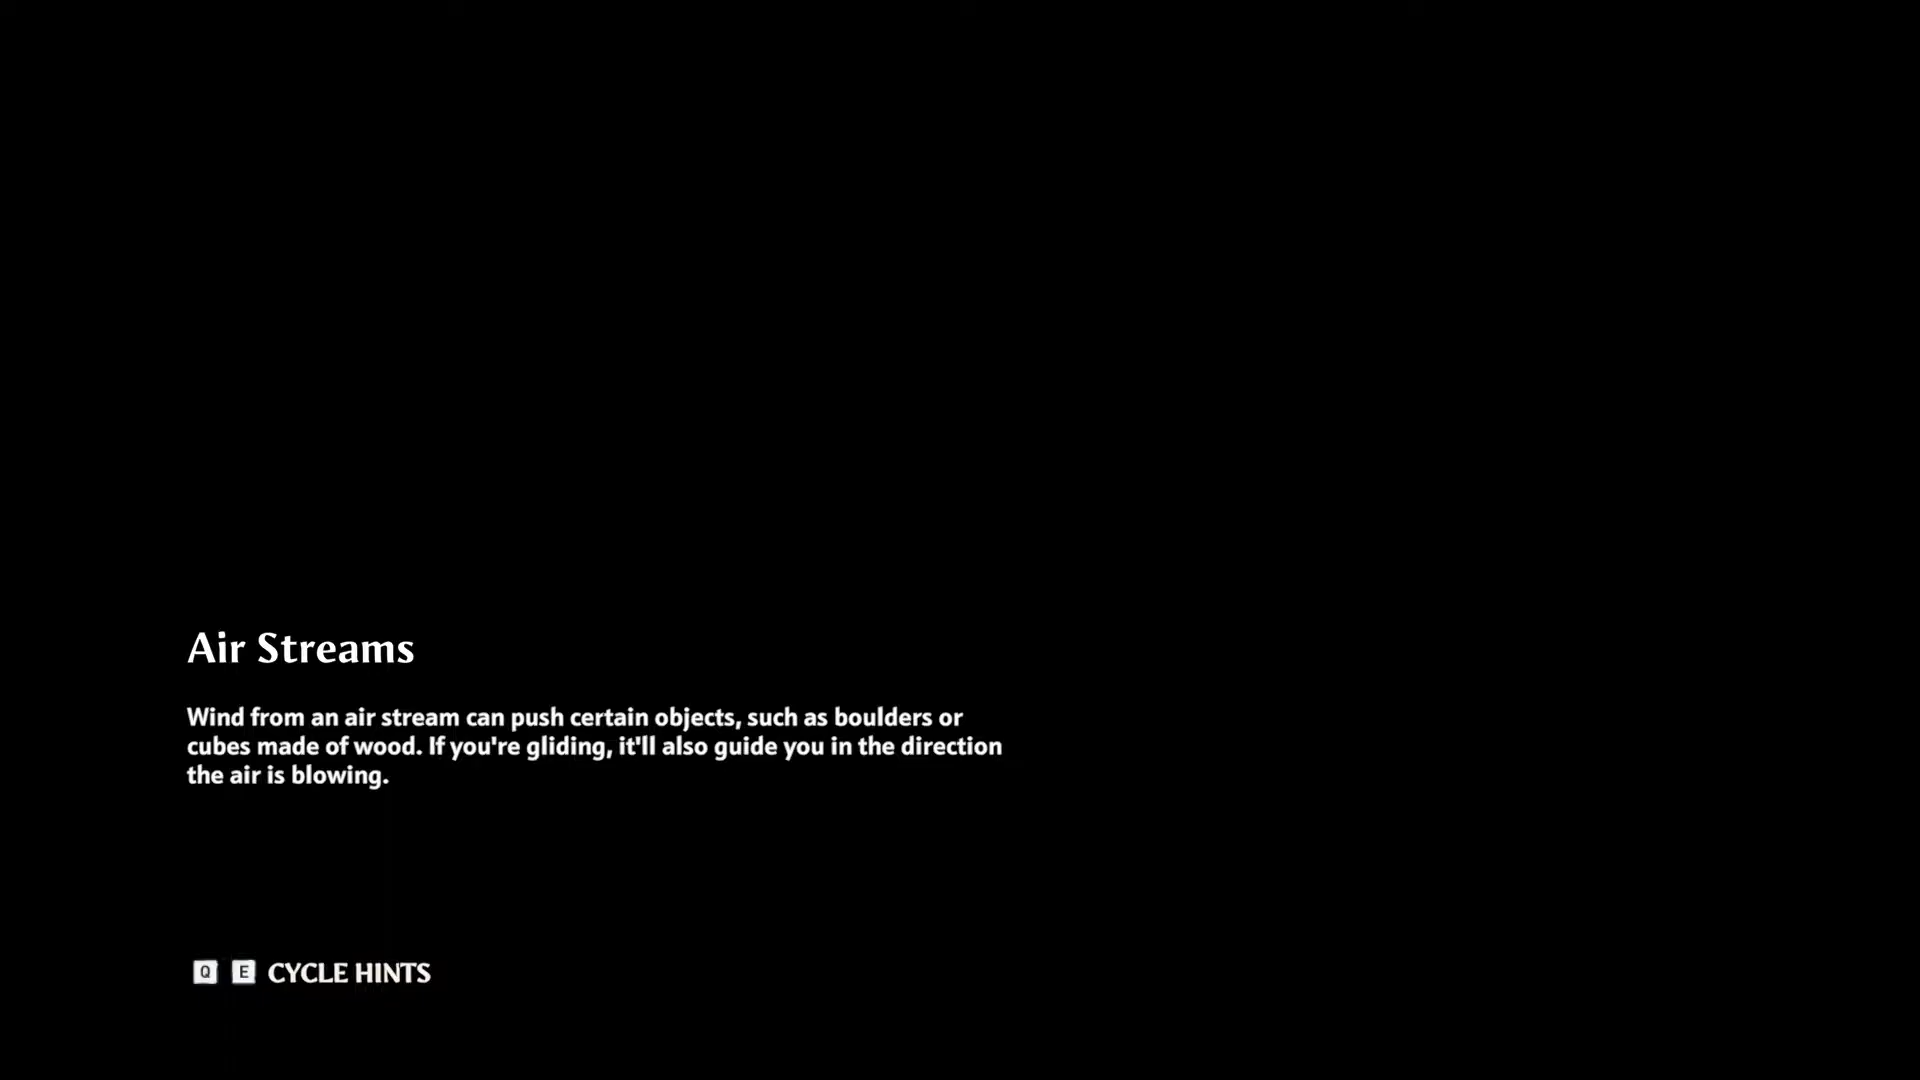 Air Streams
Wind from an air stream can push certain objects, such as boulders or
cubes made of wood. If you're gliding, it'll also guide you in the direction
the air is blowing.
Q E CYCLE HINTS